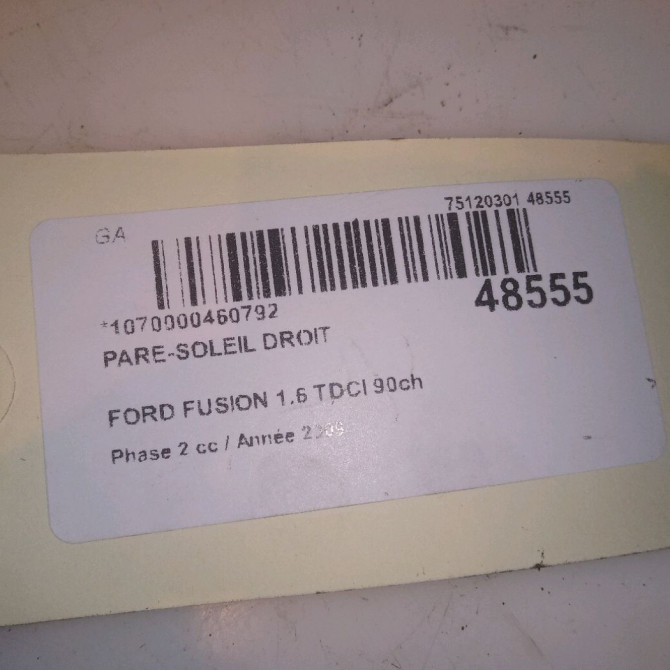 GA
75120301 48555
48555
*1070000460792
PARE-SOLEIL DROIT
FORD FUSION 1.6 TDCI 90ch
Phase 2 cc / Année